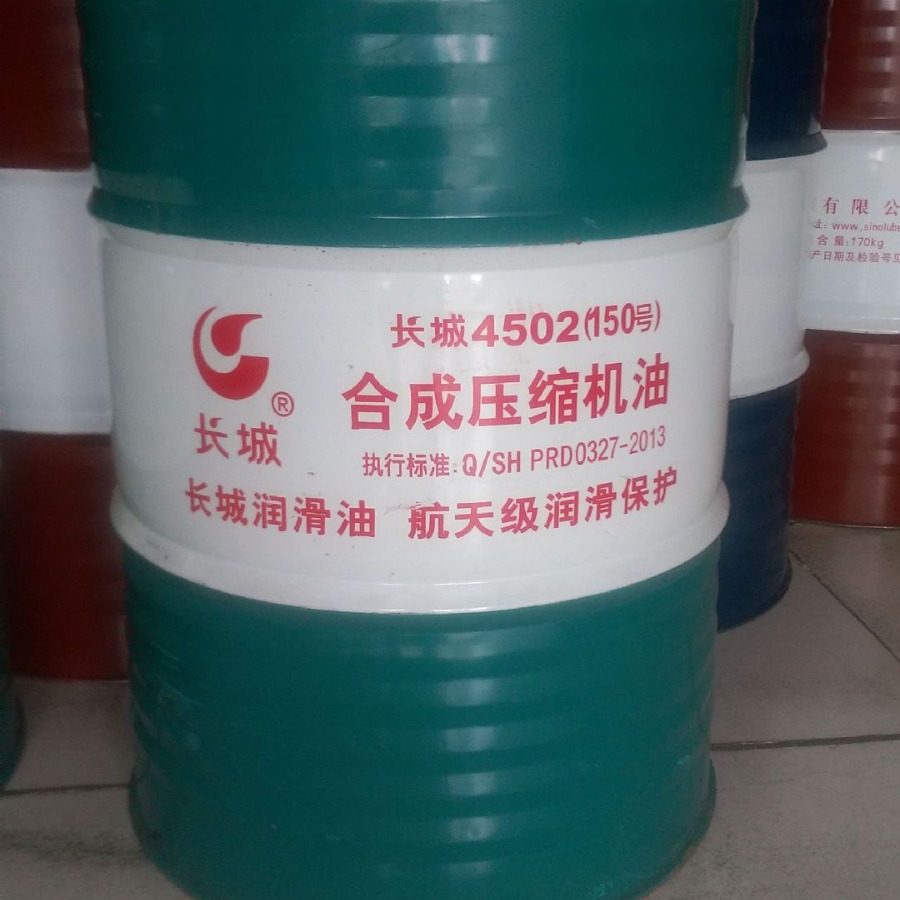 长城4502(150号)
合成压缩机油
执行标准:Q/SH PRD0327-2013
®
长城
长城润滑油 航天级润滑保护
有限公
址:www.sinolube
含量:170kg
产日期及检验号见